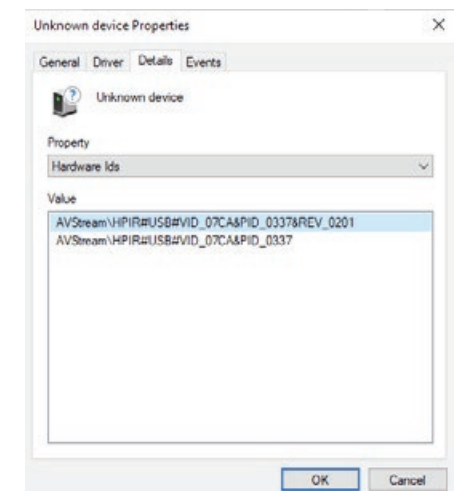 Unknown device Properties
General Driver Details Events
Unknown device
Property
Hardware Ids
Value
AVStream\HPIR#USB#VID_07CA&PID_0337&REV_0201
AVStream\HPIR#USB#VID_07CA&PID_0337
OK Cancel